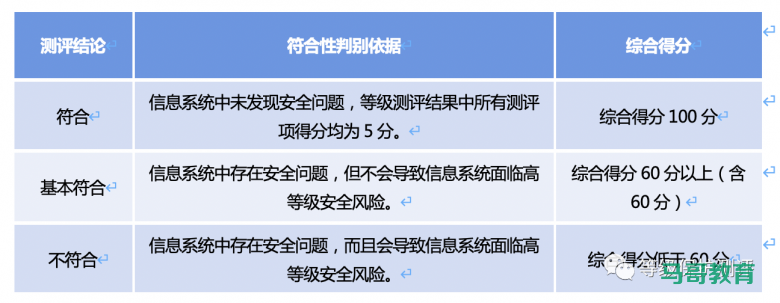 测评结论 符合性判别依据 综合得分
信息系统中未发现安全问题，等级测评结果中所有测评
符合 项得分均为 5 分。 综合得分 100 分
基本符合 信息系统中存在安全问题，但不会导致信息系统面临高 综合得分 60 分以上（含
等级安全风险。 60 分）
不符合 信息系统中存在安全问题，而且会导致信息系统面临高 综合得分低于 60 分
等级安全风险。
马哥教育